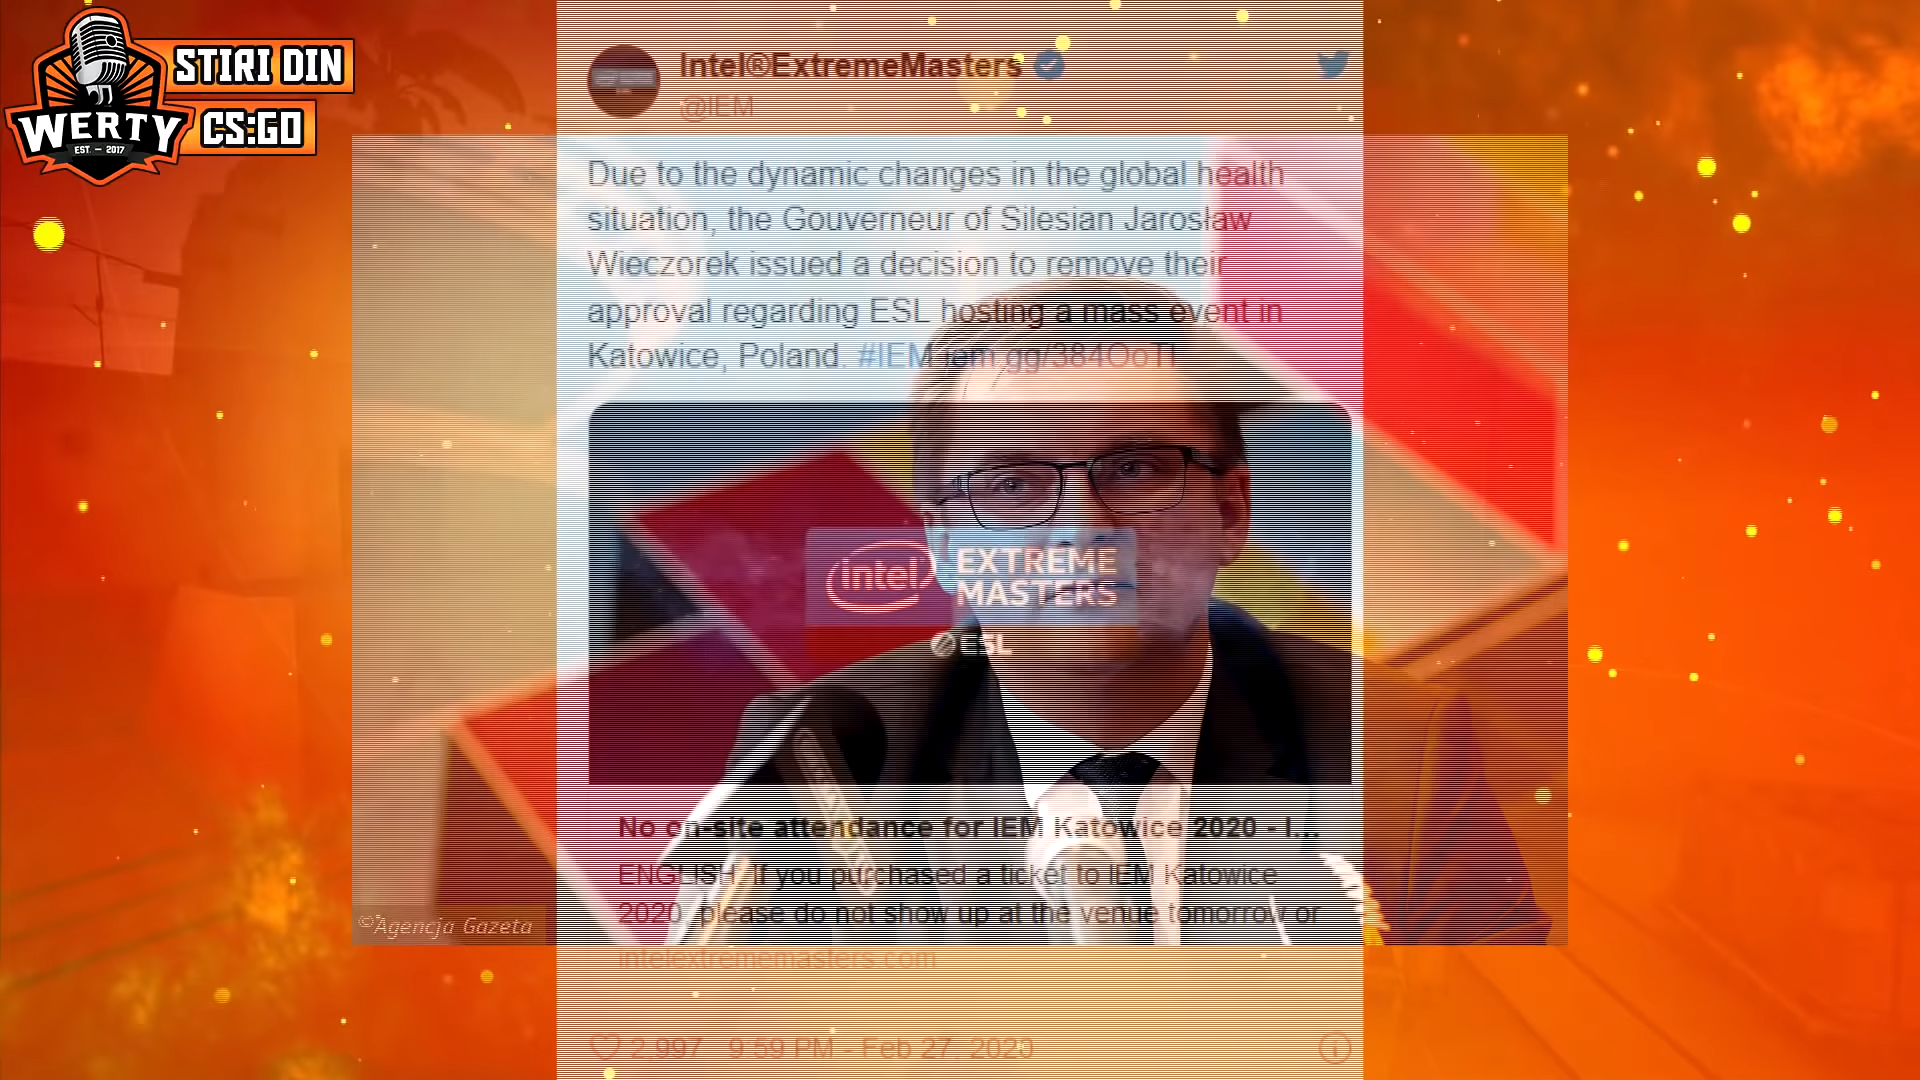 STIRI DIN
WERTY
CS:GO
EST. – 2017
Intel®ExtremeMasters
@IEM
Due to the dynamic changes in the global health
situation, the Gouverneur of Silesian Jarosław
Wieczorek issued a decision to remove their
approval regarding ESL hosting a mass event in
Katowice, Poland. #IEM iem.gg/384OoTl
intel EXTREME
MASTERS
ESL
No on-site attendance for IEM Katowice 2020 - I...
ENGLISH If you purchased a ticket to IEM Katowice
2020, please do not show up at the venue tomorrow or
intelextrememasters.com
2,997 9:59 PM - Feb 27, 2020
©Agencja Gazeta